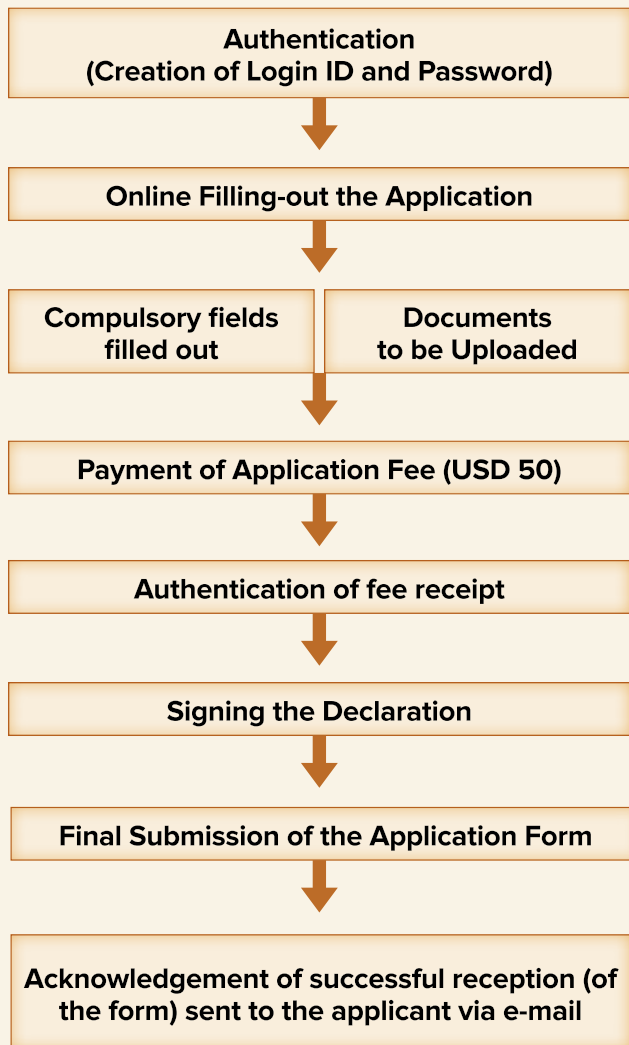 Authentication
(Creation of Login ID and Password)
Online Filling-out the Application
Compulsory fields
filled out
Documents
to be Uploaded
Payment of Application Fee (USD 50)
Authentication of fee receipt
Signing the Declaration
Final Submission of the Application Form
Acknowledgement of successful reception (of
the form) sent to the applicant via e-mail